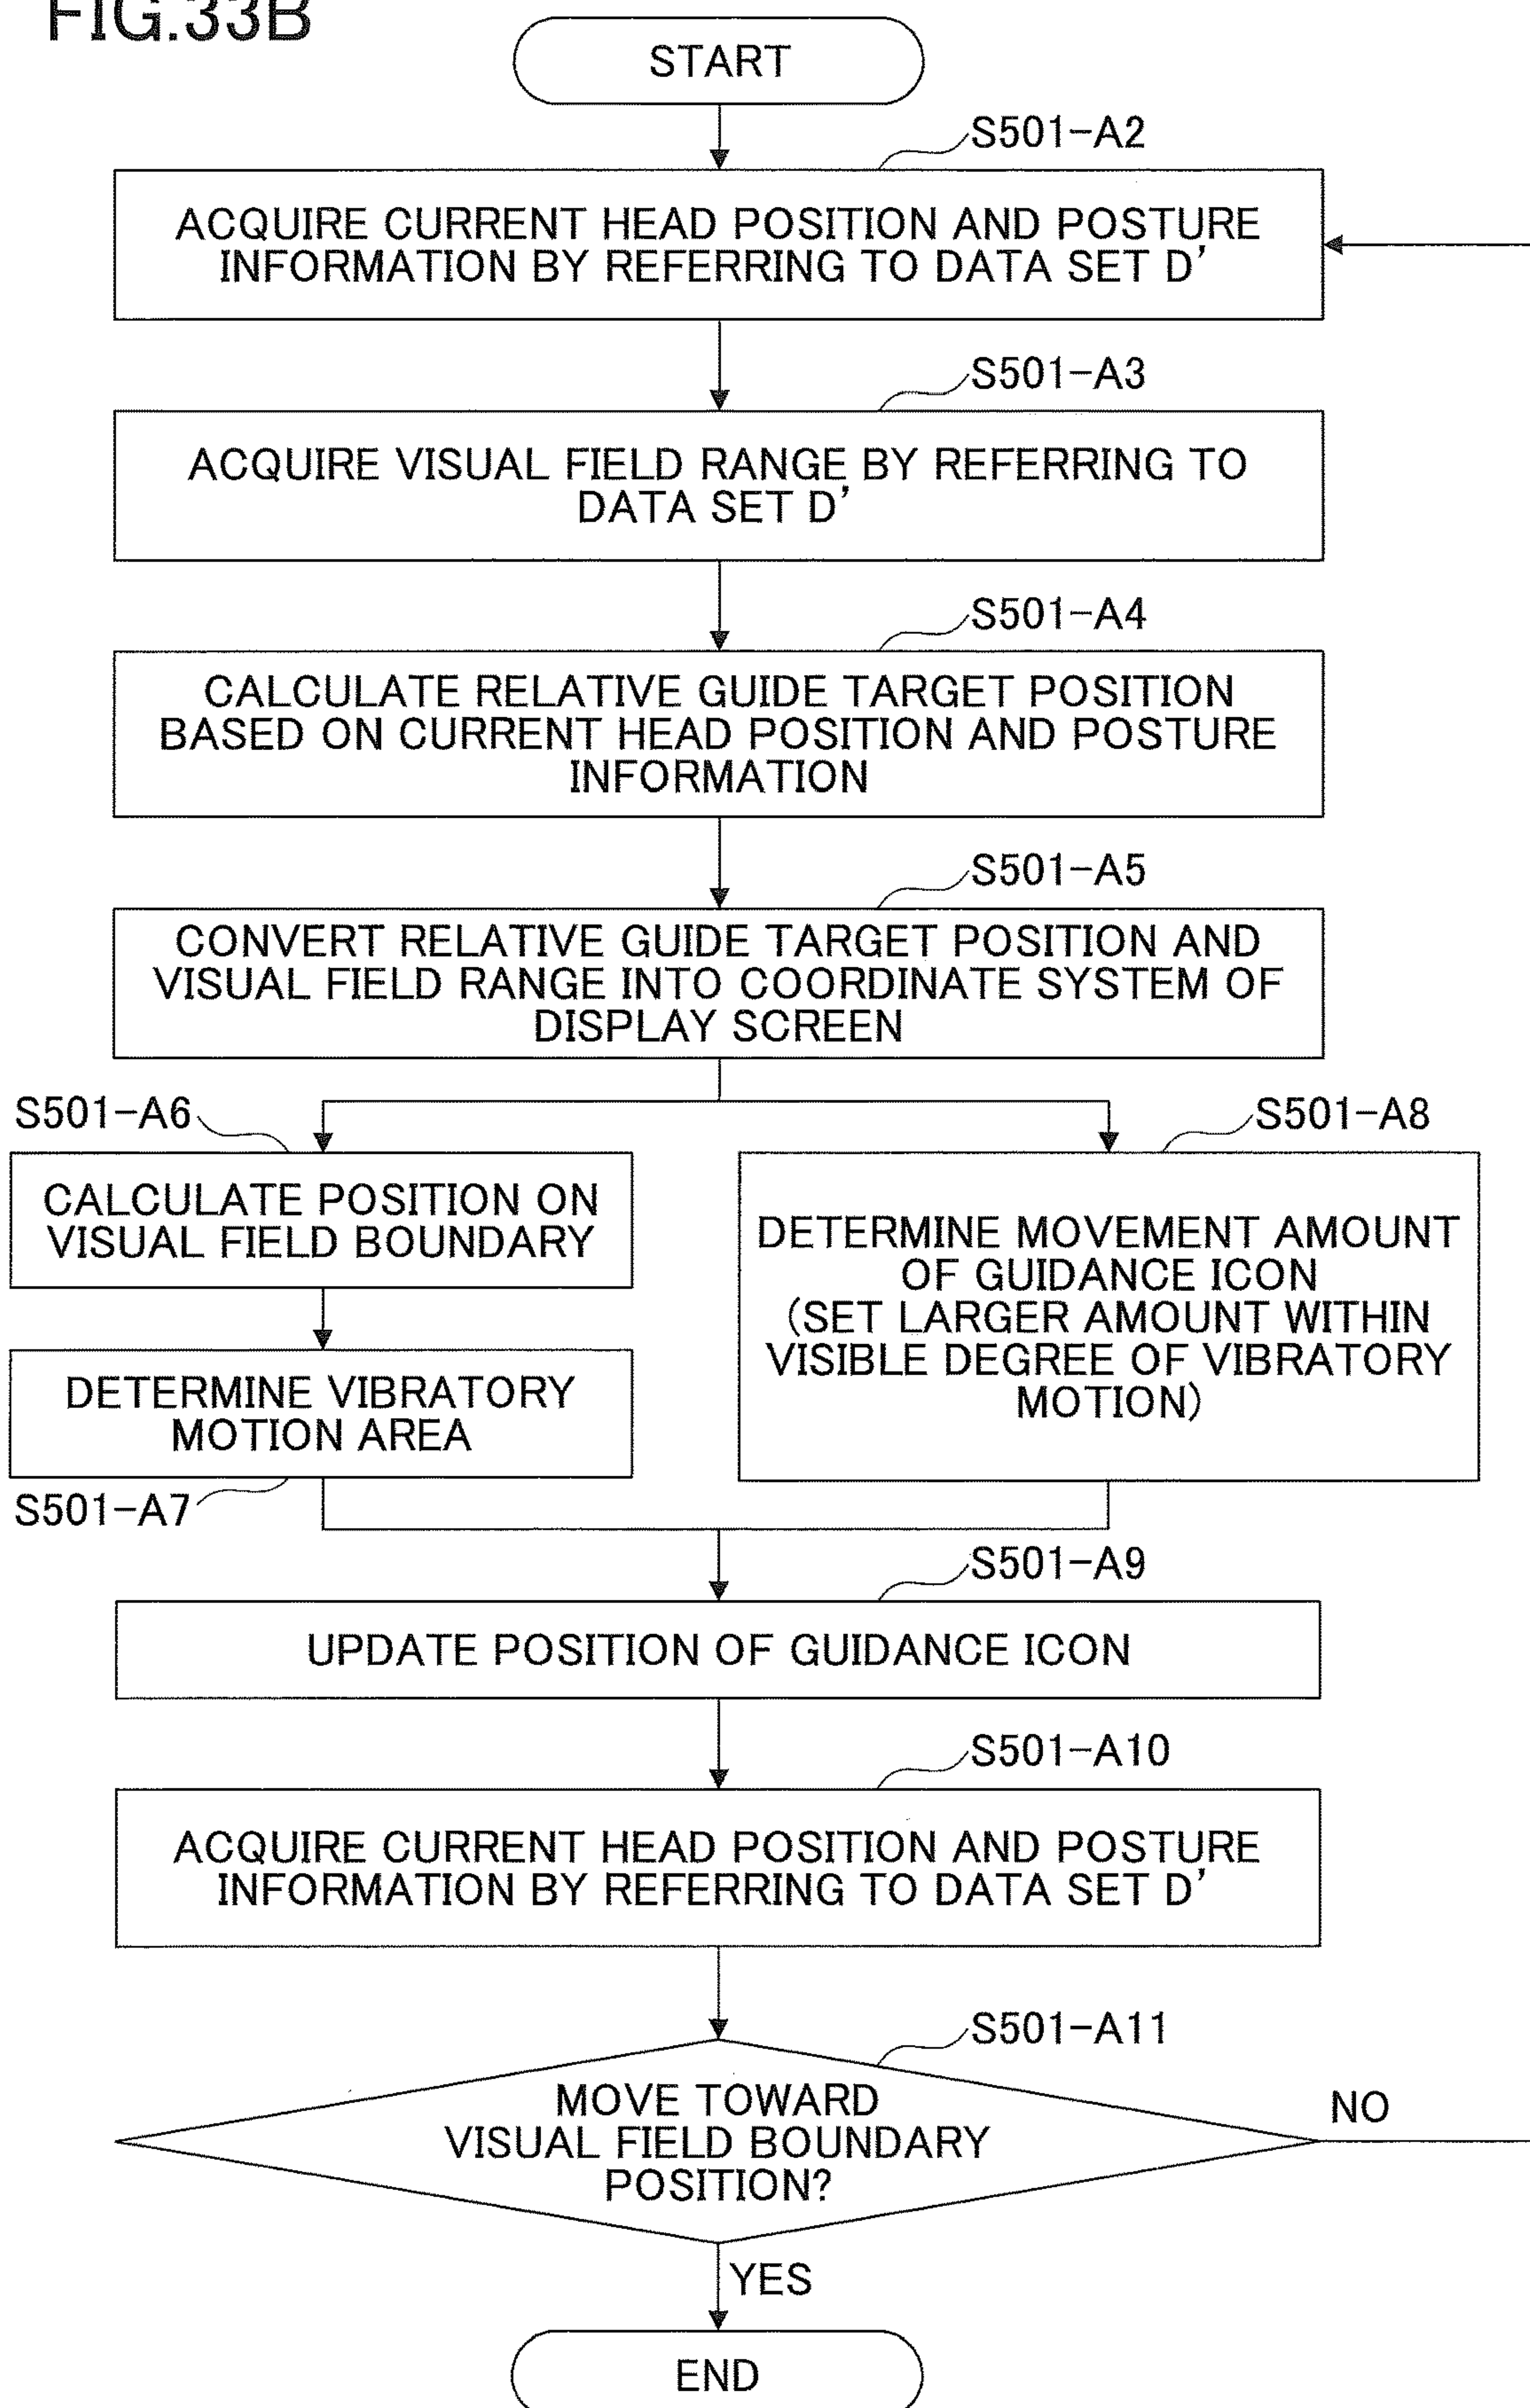 FIG.33B
START
S501-A2
ACQUIRE CURRENT HEAD POSITION AND POSTURE
INFORMATION BY REFERRING TO DATA SET D'
S501-A3
ACQUIRE VISUAL FIELD RANGE BY REFERRING TO
DATA SET D'
S501-A4
CALCULATE RELATIVE GUIDE TARGET POSITION
BASED ON CURRENT HEAD POSITION AND POSTURE
INFORMATION
S501-A5
CONVERT RELATIVE GUIDE TARGET POSITION AND
VISUAL FIELD RANGE INTO COORDINATE SYSTEM OF
DISPLAY SCREEN
S501-A6
CALCULATE POSITION ON
VISUAL FIELD BOUNDARY
DETERMINE VIBRATORY
MOTION AREA
S501-A7
S501-A8
DETERMINE MOVEMENT AMOUNT
OF GUIDANCE ICON
(SET LARGER AMOUNT WITHIN
VISIBLE DEGREE OF VIBRATORY
MOTION)
S501-A9
UPDATE POSITION OF GUIDANCE ICON
S501-A10
ACQUIRE CURRENT HEAD POSITION AND POSTURE
INFORMATION BY REFERRING TO DATA SET D'
S501-A11
MOVE TOWARD
VISUAL FIELD BOUNDARY
POSITION?
NO
YES
END